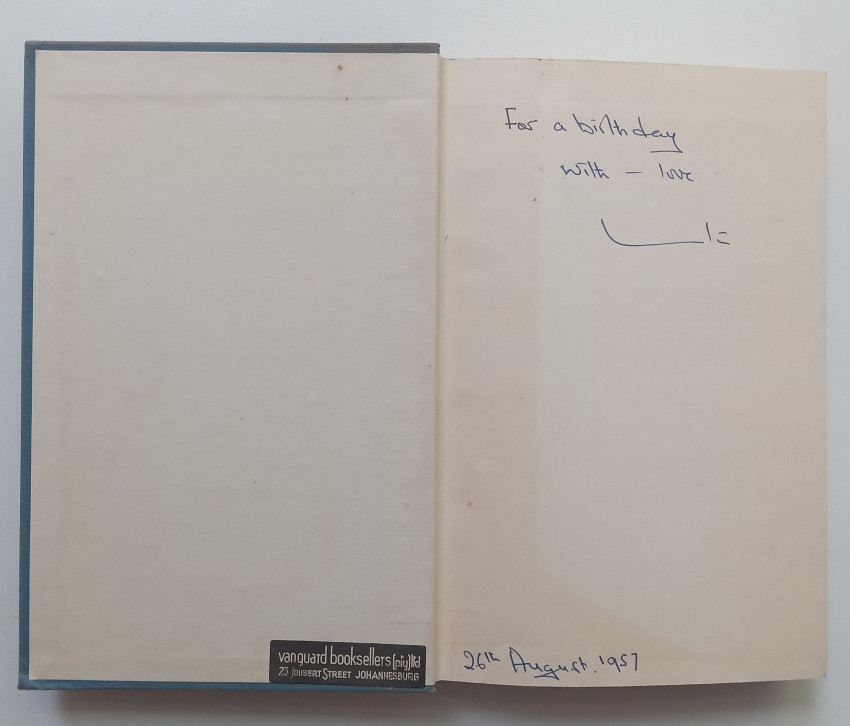 vanguard booksellers (pty) ltd
23 JOUBERT STREET JOHANNESBURG
For a birthday
with – love
26th August. 1957